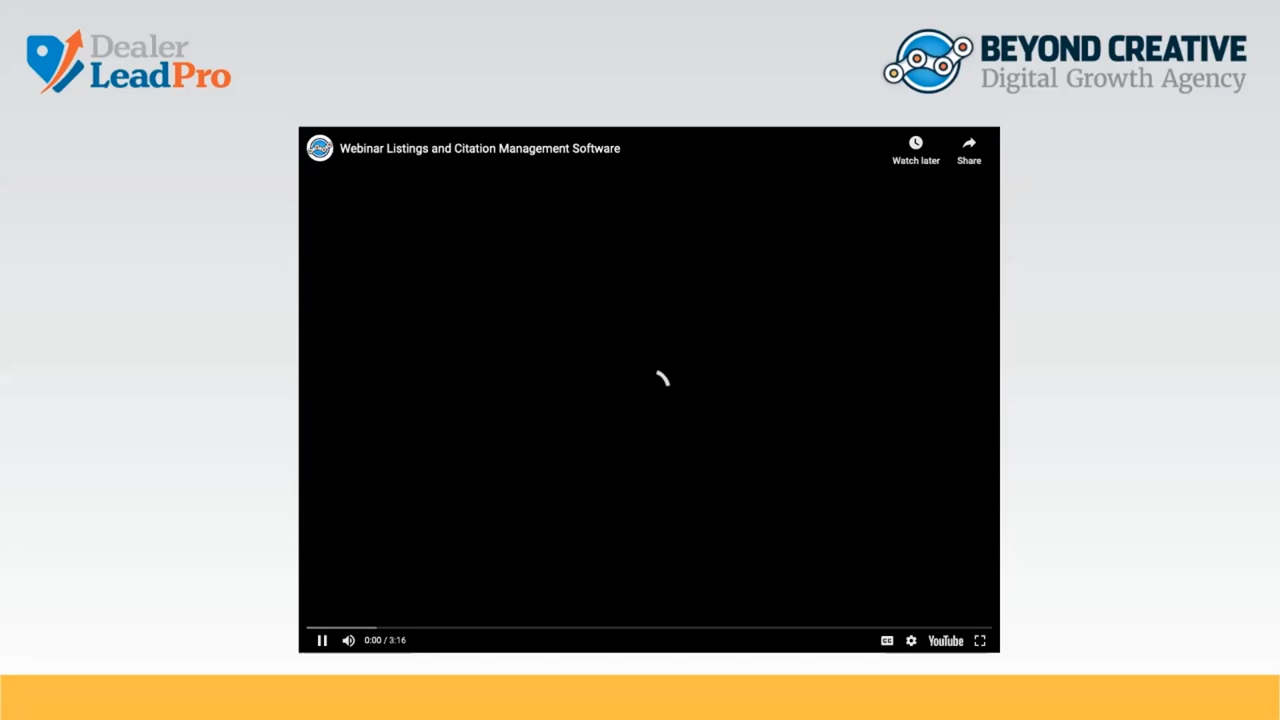 Dealer
LeadPro
BEYOND CREATIVE
Digital Growth Agency
Webinar Listings and Citation Management Software
Watch later
Share
0:00 / 3:16
CC
YouTube